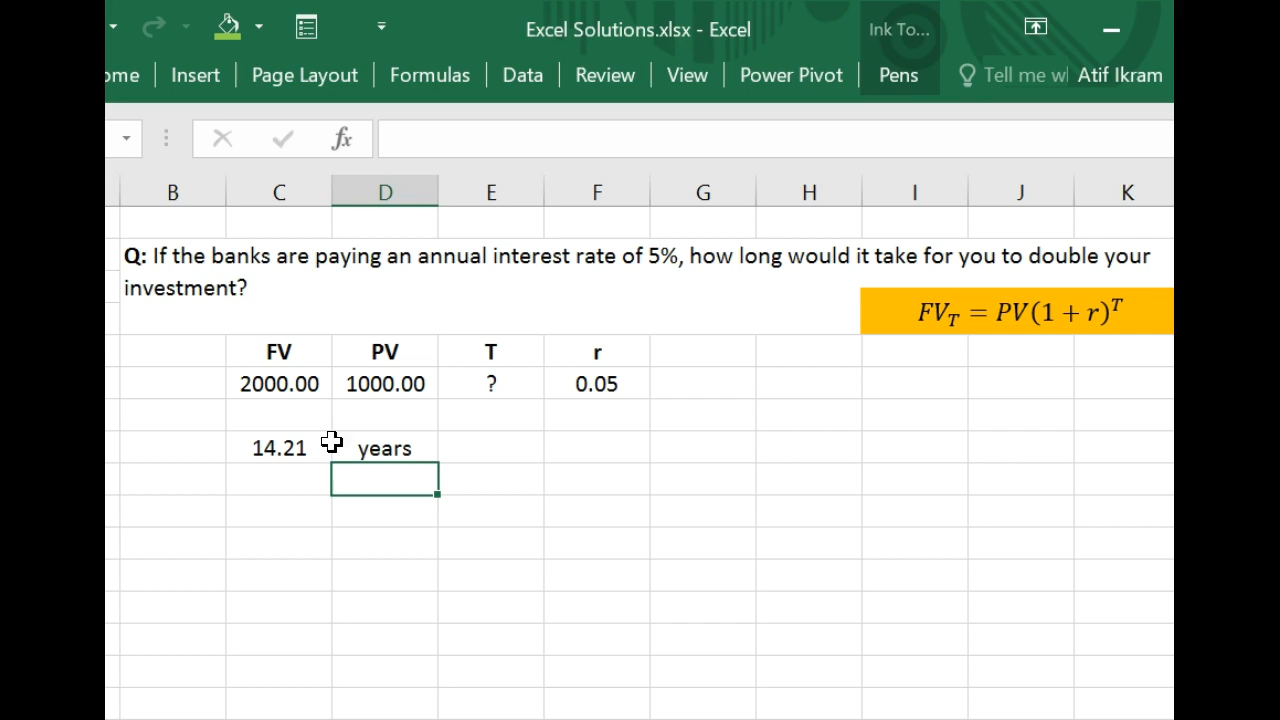 Excel Solutions.xlsx - Excel
Ink To...
ome Insert Page Layout Formulas Data Review View Power Pivot Pens Tell me w Atif Ikram
fx
B C D E F G H I J K
Q: If the banks are paying an annual interest rate of 5%, how long would it take for you to double your
investment?
FV_T = PV(1 + r)^T
FV PV T r
2000.00 1000.00 ? 0.05
14.21 years